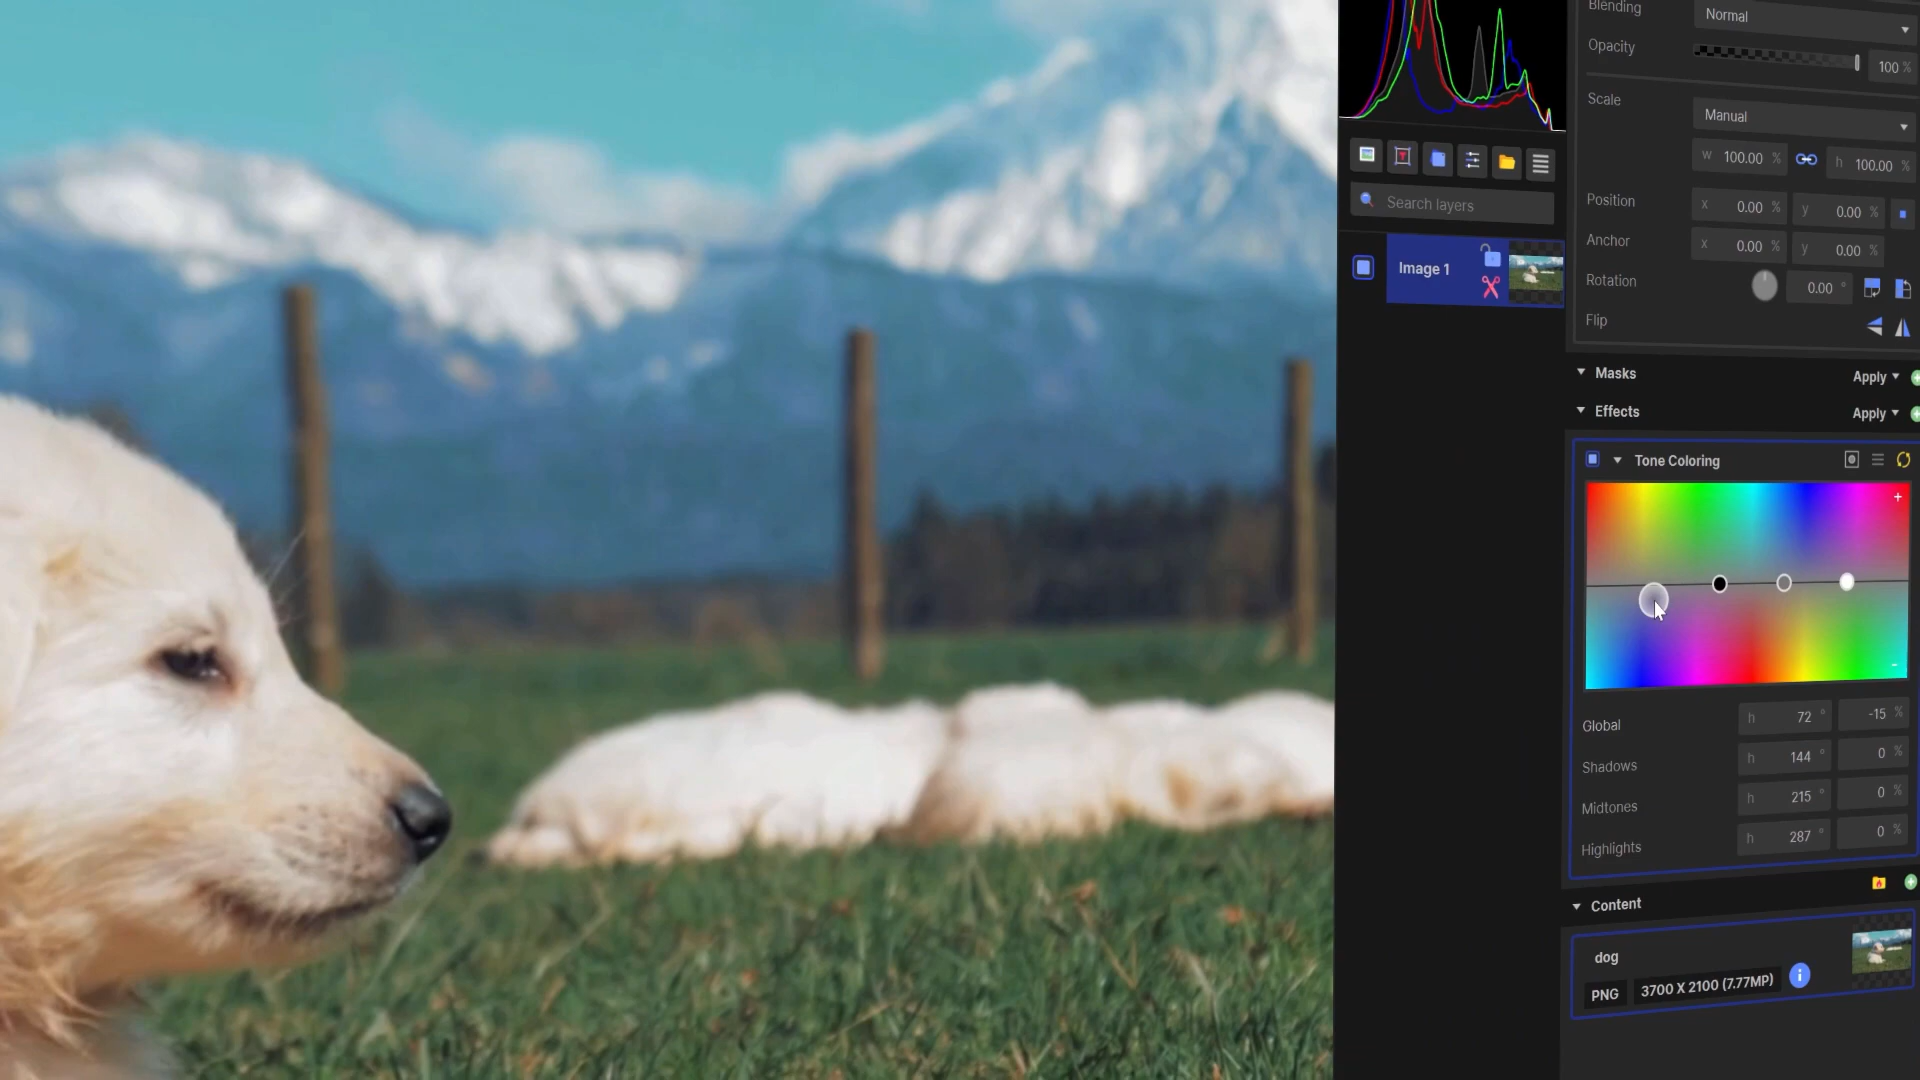 Blending Normal
Opacity 100 %
Scale Manual
w 100.00 % h 100.00 %
Position x 0.00 % y 0.00 %
Anchor x 0.00 % y 0.00 %
Rotation 0.00 °
Flip
Search layers
Image 1
Masks Apply
Effects Apply
Tone Coloring
+
-
Global h 72 ° -15 %
Shadows h 144 ° 0 %
Midtones h 215 ° 0 %
Highlights h 287 ° 0 %
Content
dog
PNG 3700 X 2100 (7.77MP) i